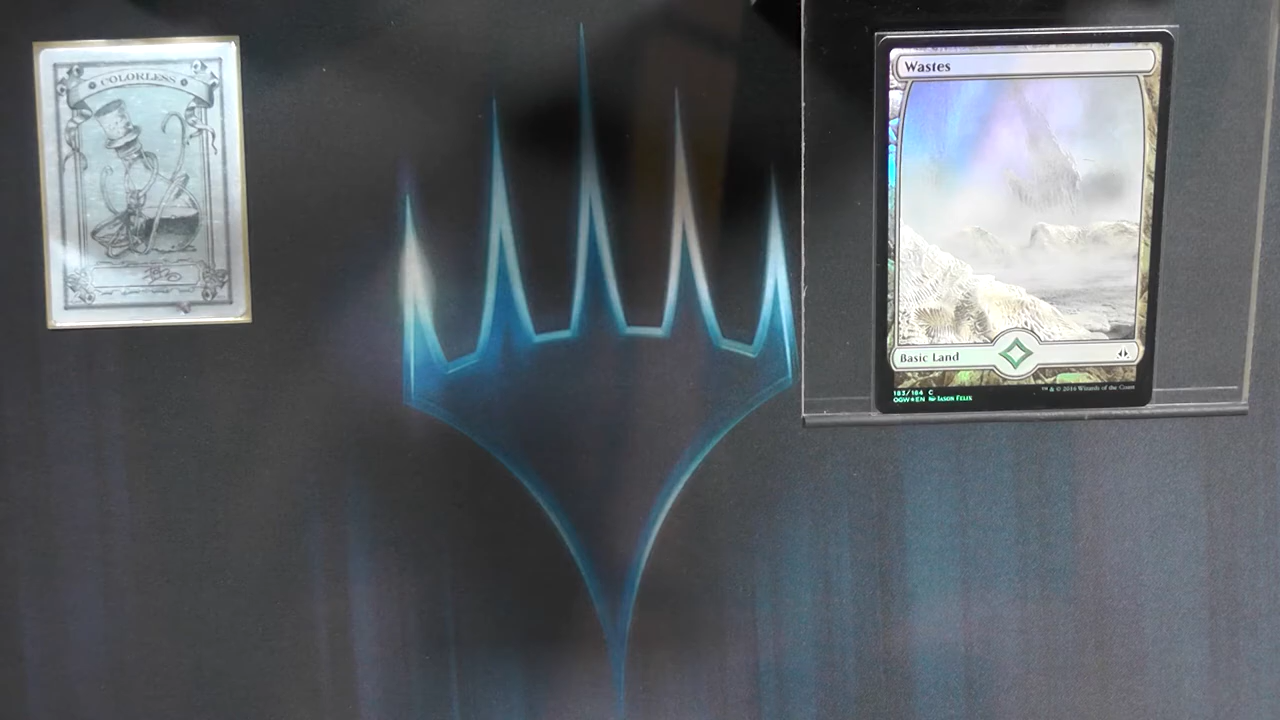 COLORLESS
Wastes
Basic Land
183/184 C
OGW★EN Jason Felix
™ & © 2016 Wizards of the Coast